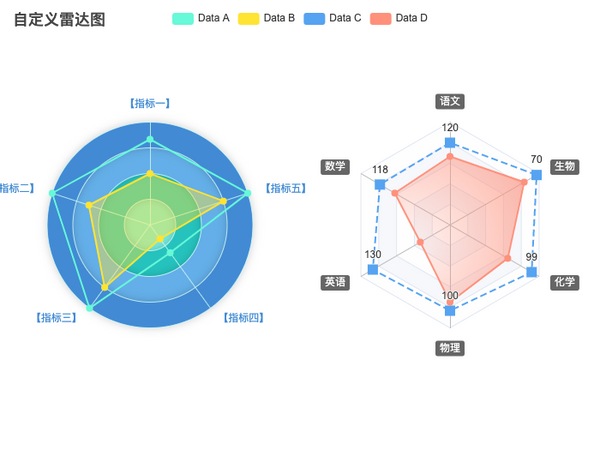 自定义雷达图
Data A
Data B
Data C
Data D
【指标一】
指标二】
【指标五】
【指标三】
【指标四】
语文
120
数学
118
70
生物
英语
130
99
化学
100
物理